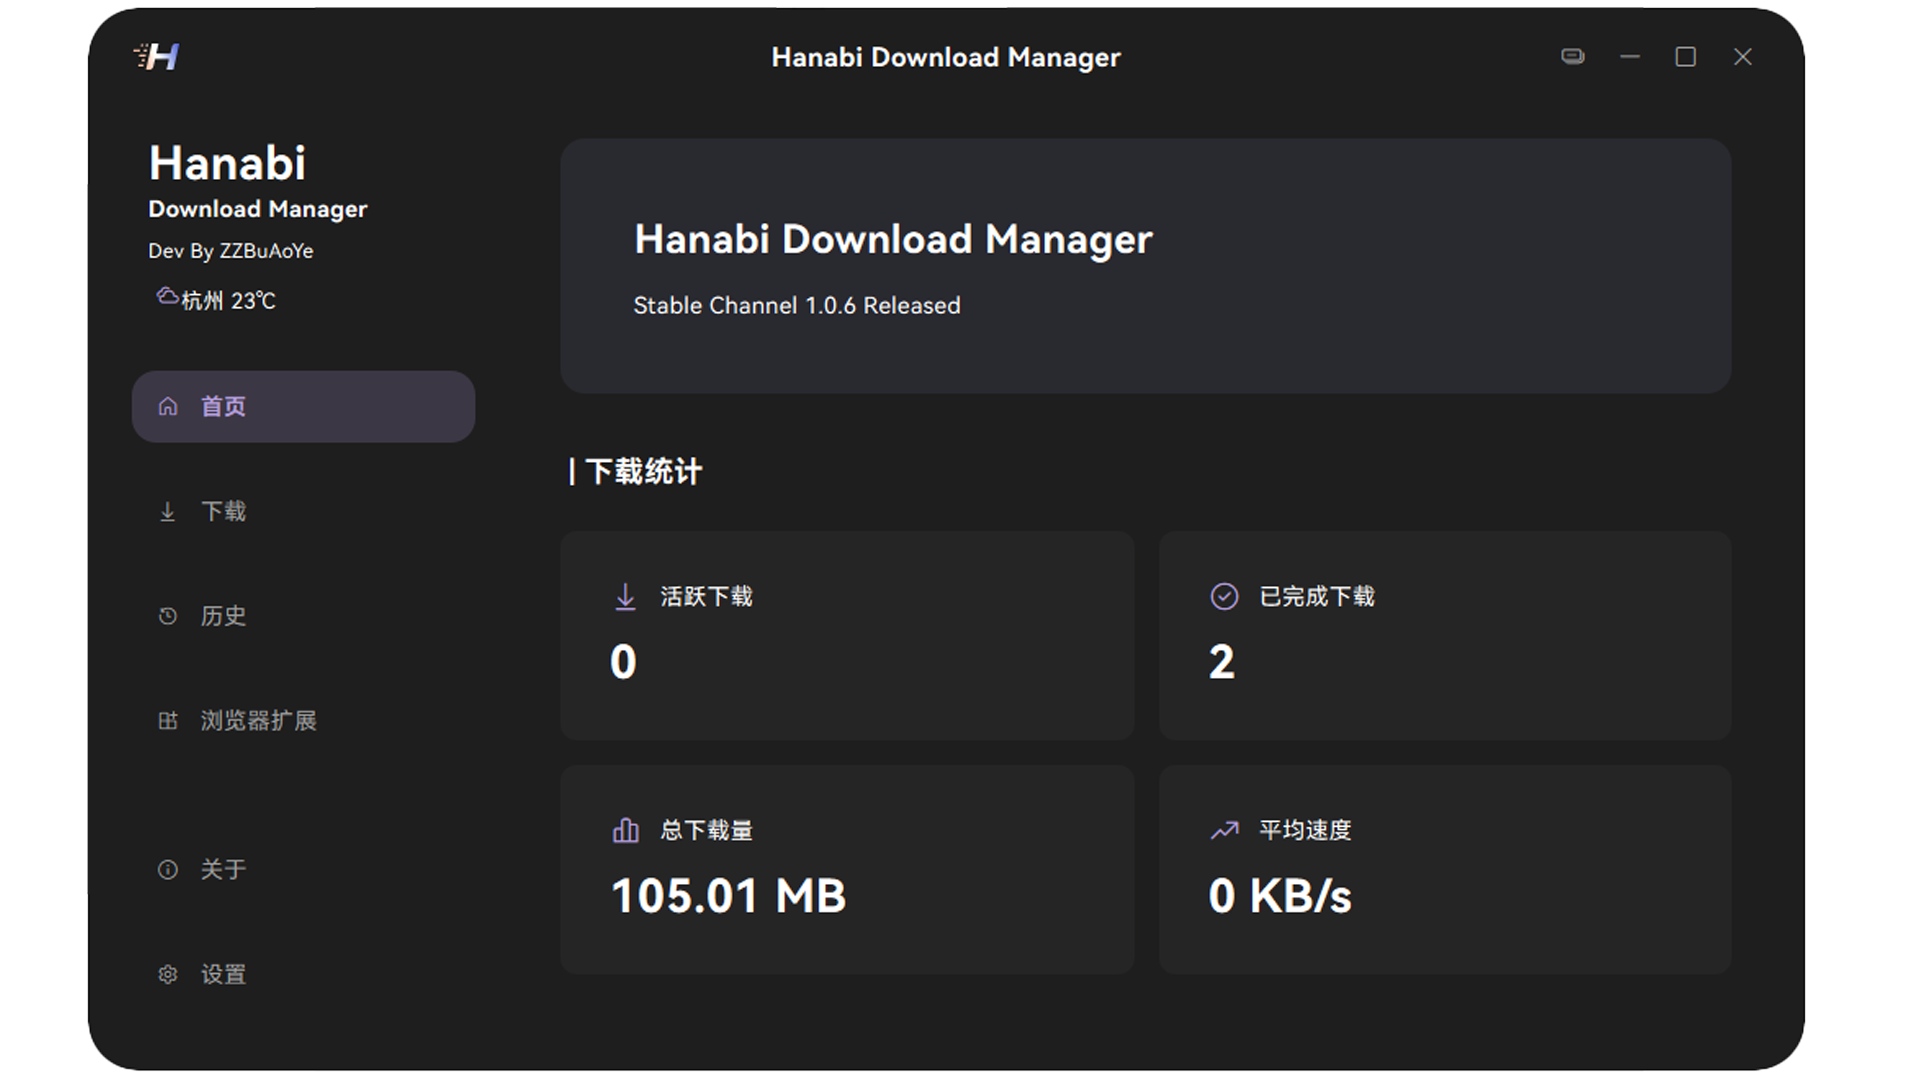 H
Hanabi Download Manager
Hanabi
Download Manager
Dev By ZZBuAoYe
杭州 23℃
首页
下载
历史
浏览器扩展
关于
设置
Hanabi Download Manager
Stable Channel 1.0.6 Released
| 下载统计
活跃下载
0
已完成下载
2
总下载量
105.01 MB
平均速度
0 KB/s